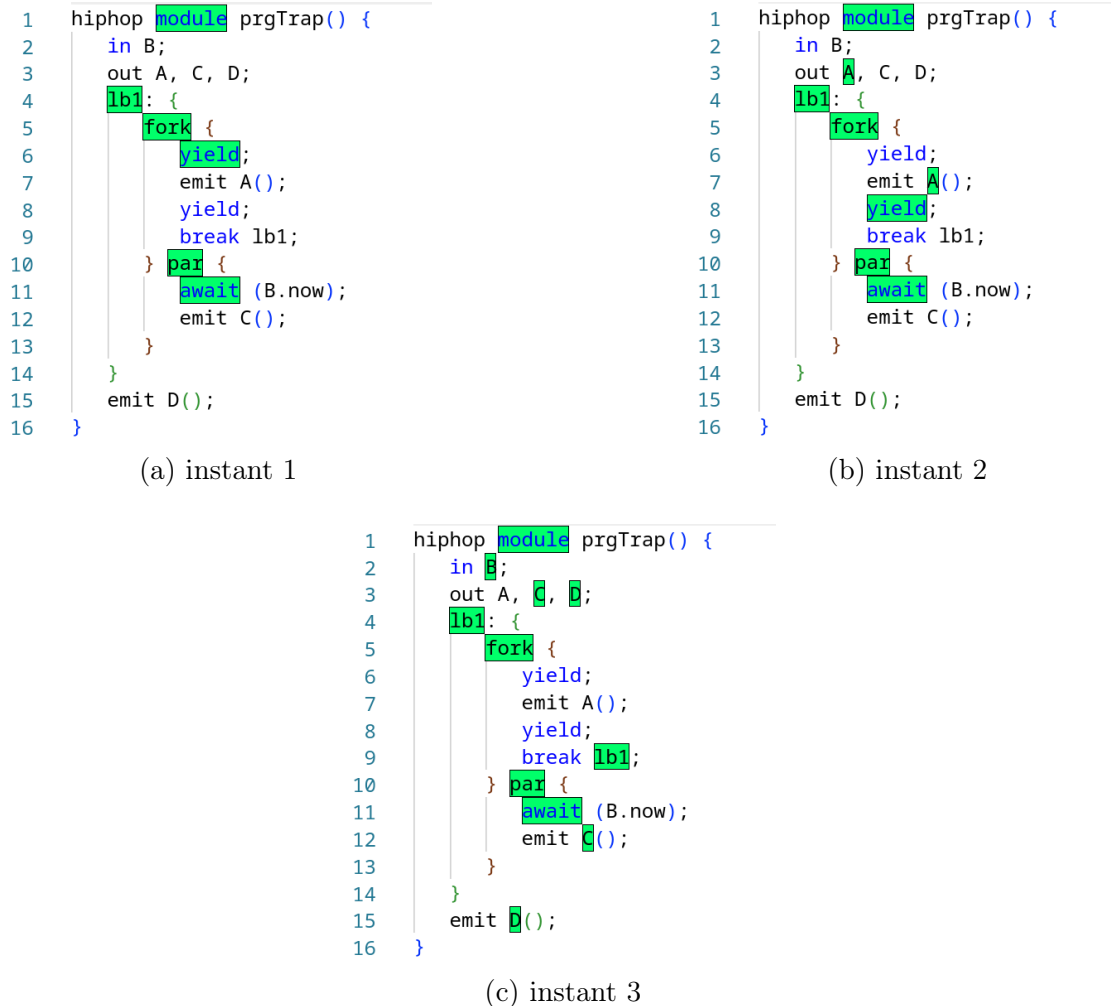 1 hiphop module prgTrap() {
2 in B;
3 out A, C, D;
4 lb1: {
5 fork {
6 yield;
7 emit A();
8 yield;
9 break lb1;
10 } par {
11 await (B.now);
12 emit C();
13 }
14 }
15 emit D();
16 }
(a) instant 1
1 hiphop module prgTrap() {
2 in B;
3 out A, C, D;
4 lb1: {
5 fork {
6 yield;
7 emit A();
8 yield;
9 break lb1;
10 } par {
11 await (B.now);
12 emit C();
13 }
14 }
15 emit D();
16 }
(b) instant 2
1 hiphop module prgTrap() {
2 in B;
3 out A, C, D;
4 lb1: {
5 fork {
6 yield;
7 emit A();
8 yield;
9 break lb1;
10 } par {
11 await (B.now);
12 emit C();
13 }
14 }
15 emit D();
16 }
(c) instant 3